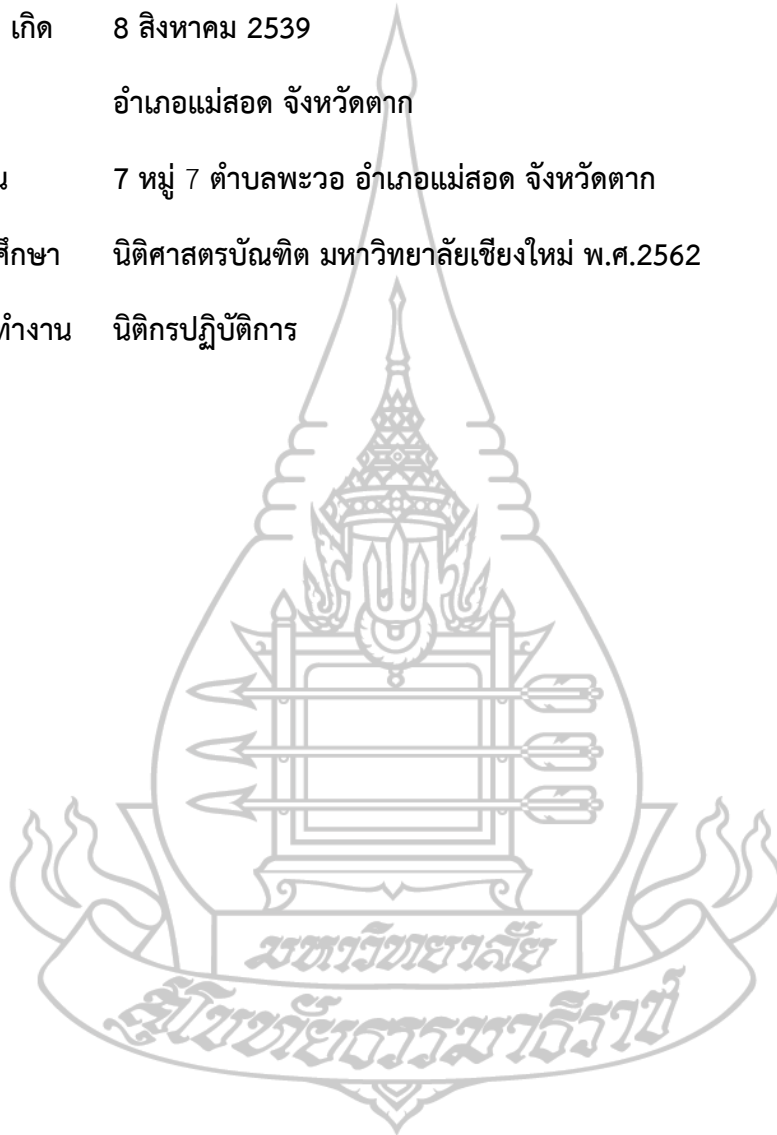 เกิด 8 สิงหาคม 2539
อำเภอแม่สอด จังหวัดตาก
น 7 หมู่ 7 ตำบลพะวอ อำเภอแม่สอด จังหวัดตาก
ศึกษา นิติศาสตรบัณฑิต มหาวิทยาลัยเชียงใหม่ พ.ศ.2562
ทำงาน นิติกรปฏิบัติการ
มหาวิทยาลัย
สุโขทัยธรรมาธิราช